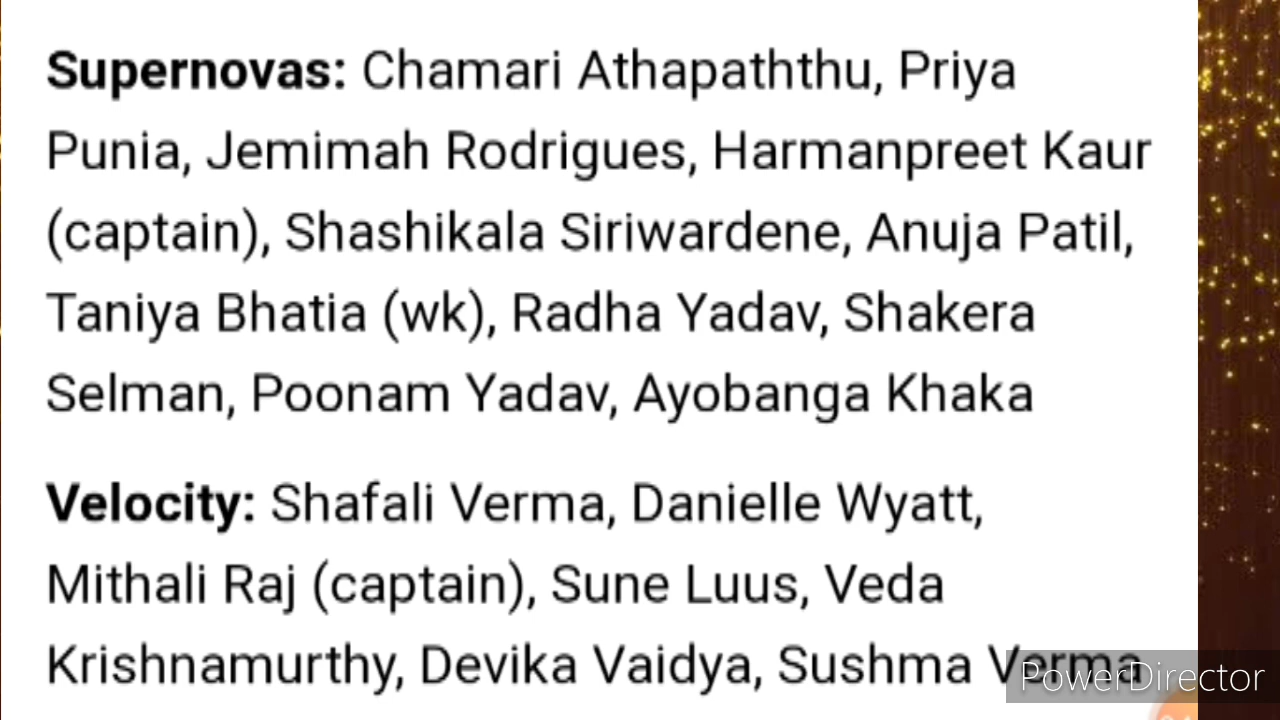 Supernovas: Chamari Athapaththu, Priya
Punia, Jemimah Rodrigues, Harmanpreet Kaur
(captain), Shashikala Siriwardene, Anuja Patil,
Taniya Bhatia (wk), Radha Yadav, Shakera
Selman, Poonam Yadav, Ayobanga Khaka
Velocity: Shafali Verma, Danielle Wyatt,
Mithali Raj (captain), Sune Luus, Veda
Krishnamurthy, Devika Vaidya, Sushma Verma
PowerDirector